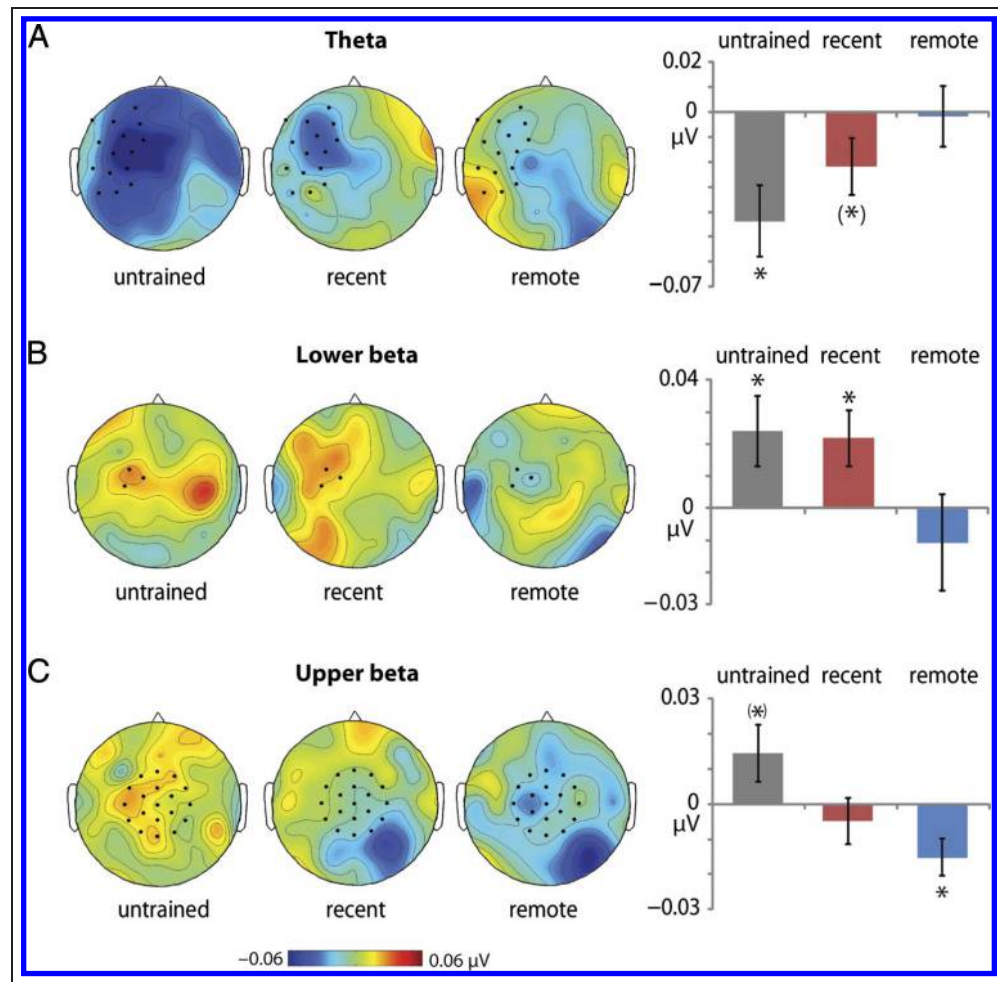 A
Theta
untrained recent remote
0.02
0
μV
(*)
*
−0.07
untrained recent remote
B
Lower beta
untrained recent remote
0.04
* *
0
μV
−0.03
untrained recent remote
C
Upper beta
untrained recent remote
0.03
(*)
0
μV
*
−0.03
untrained recent remote
−0.06 0.06 μV